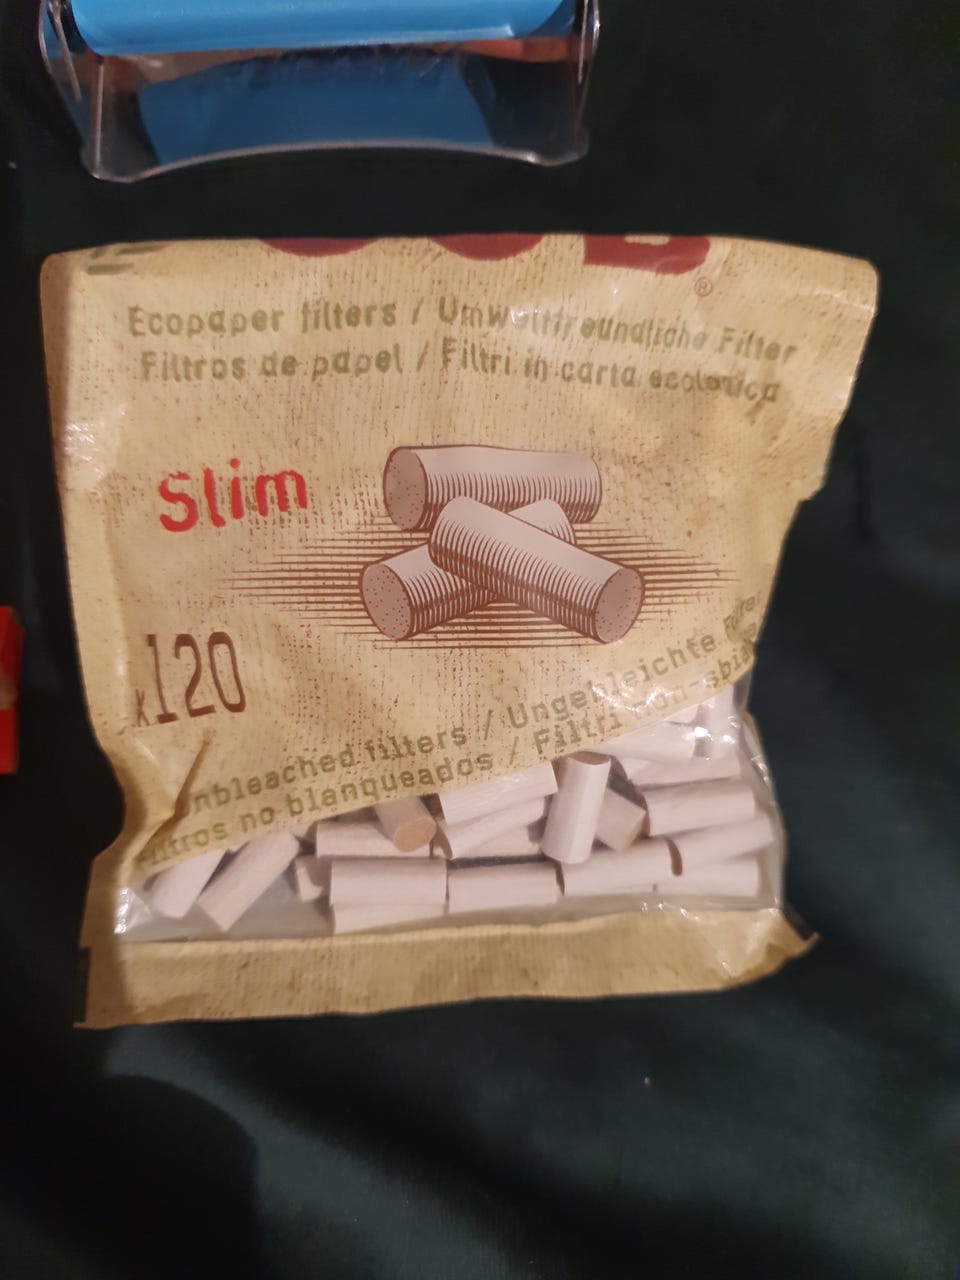 ®
Ecopaper filters / Umweltfreundliche Filter
Filtros de papel / Filtri in carta ecologica
Slim
x120
Unbleached filters / Ungebleichte Filter
Filtros no blanqueados / Filtri non-sbia